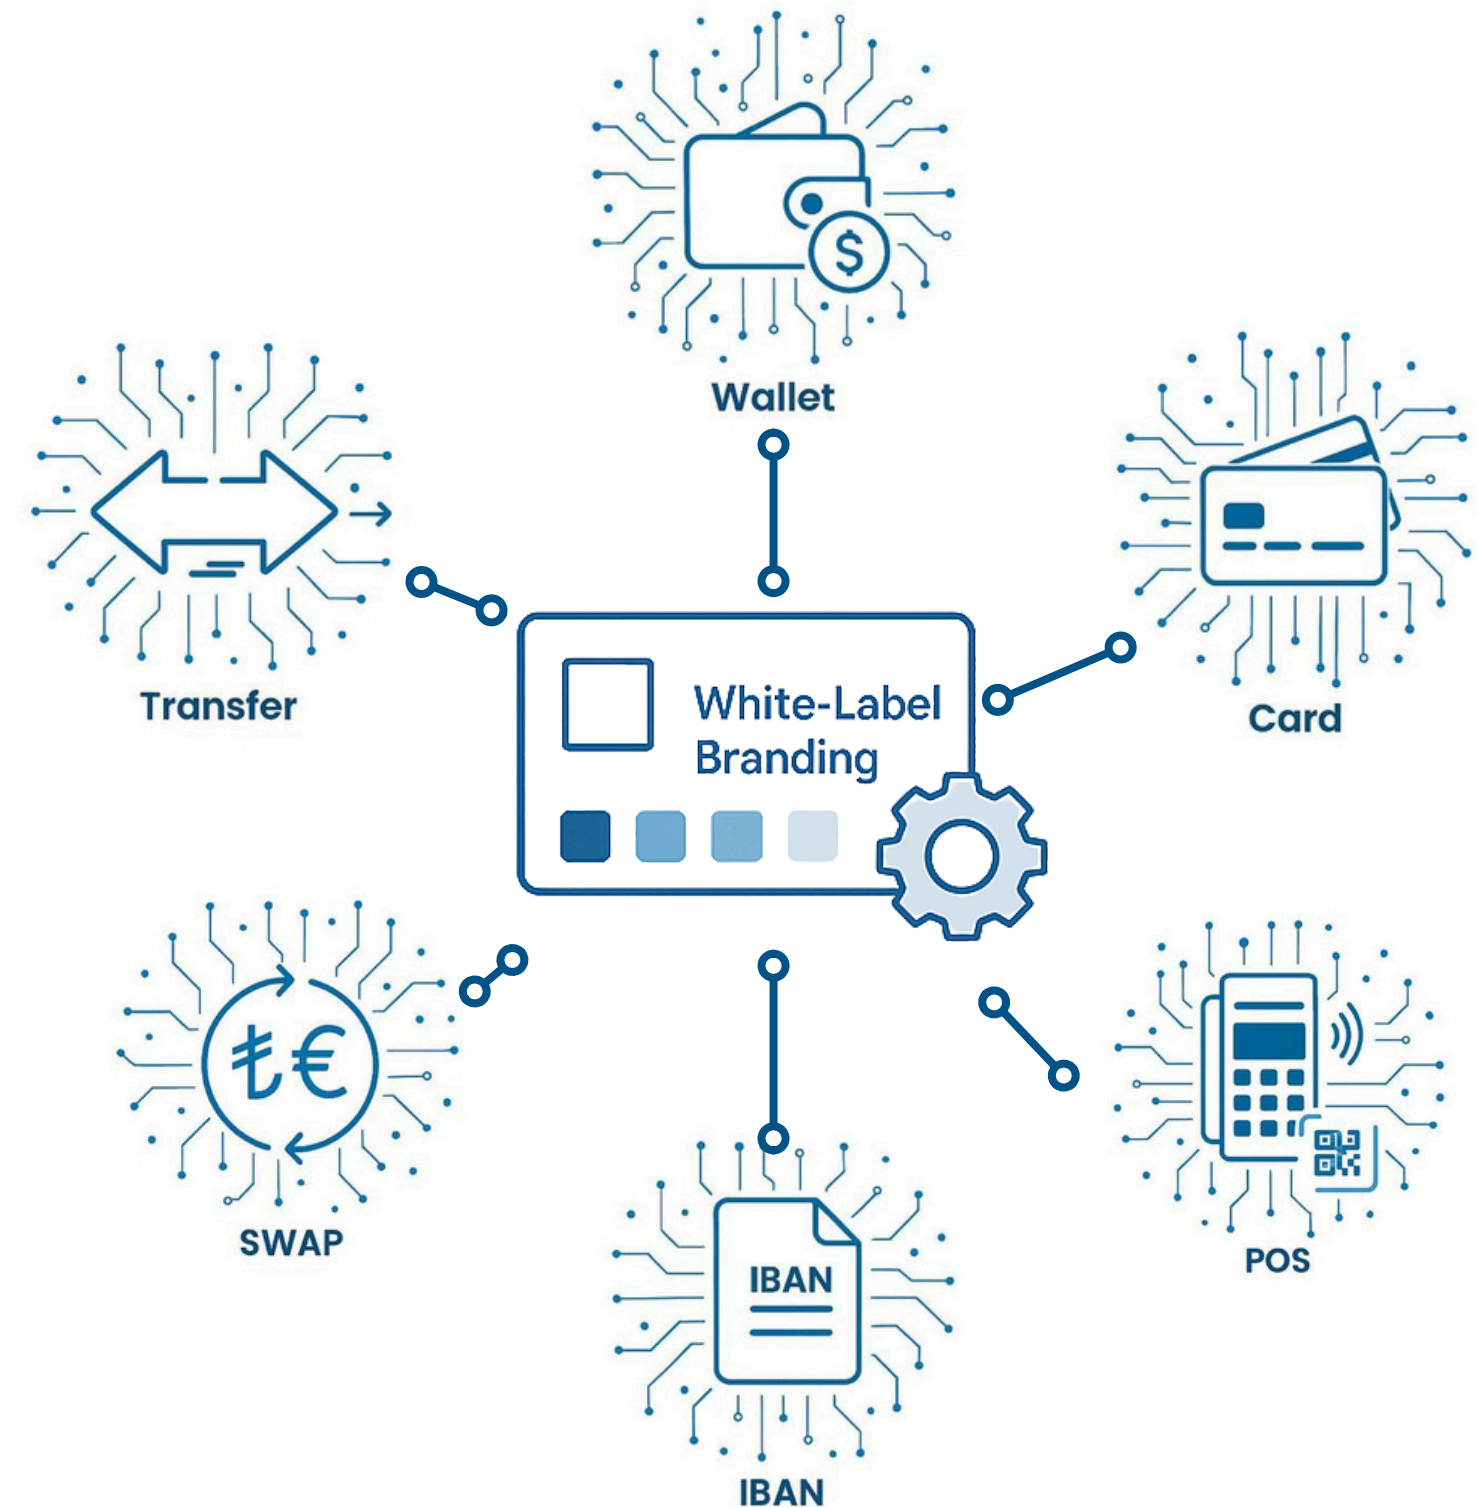 $
Wallet
Transfer
Card
White-Label
Branding
₺€
SWAP
POS
IBAN
IBAN